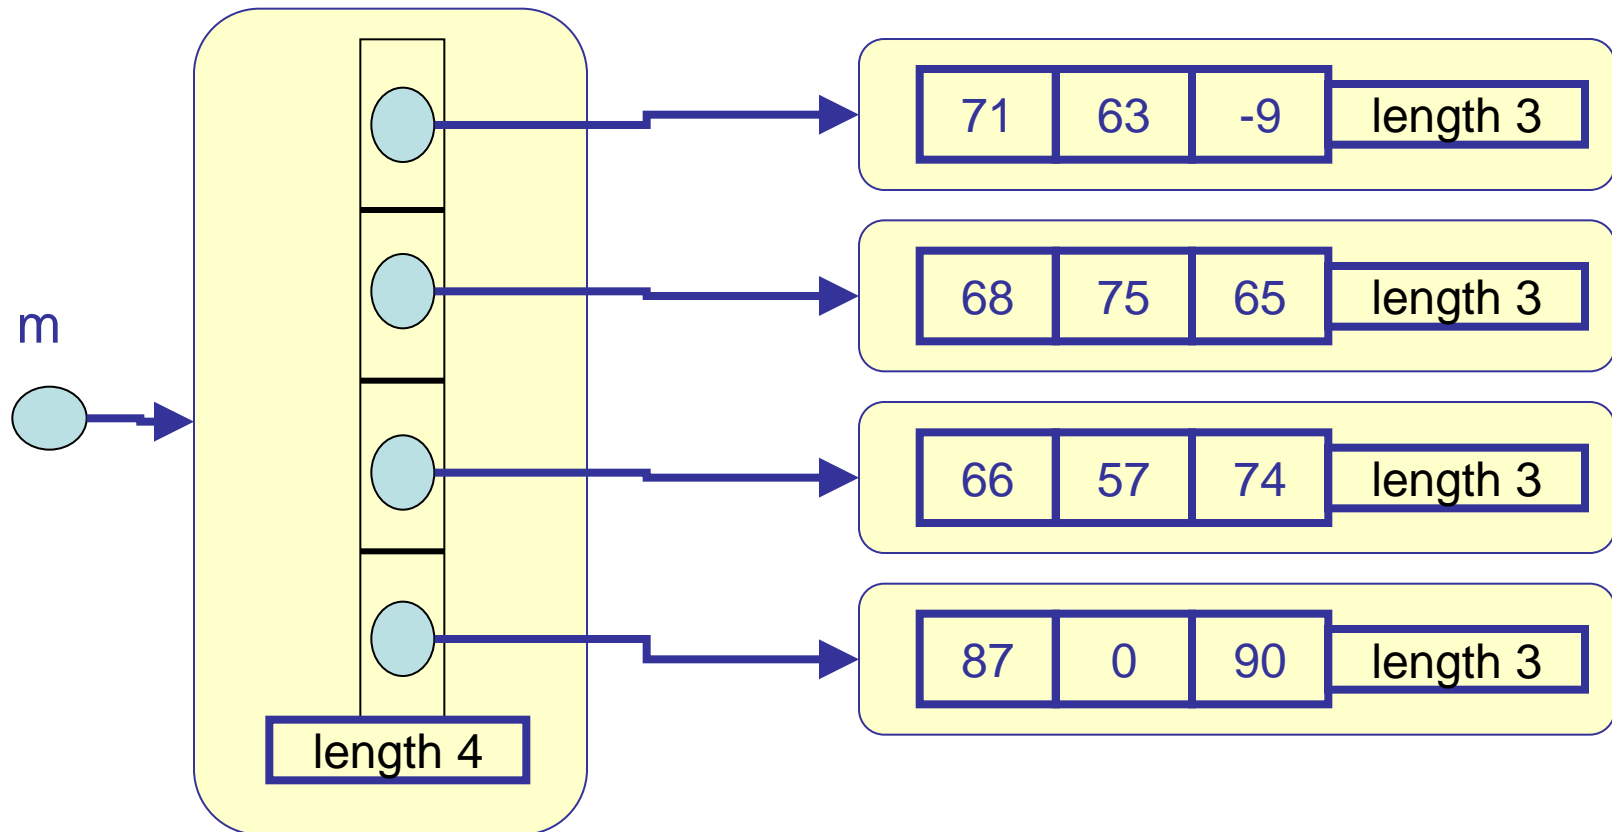 71 63 -9 length 3
68 75 65 length 3
m
66 57 74 length 3
87 0 90 length 3
length 4